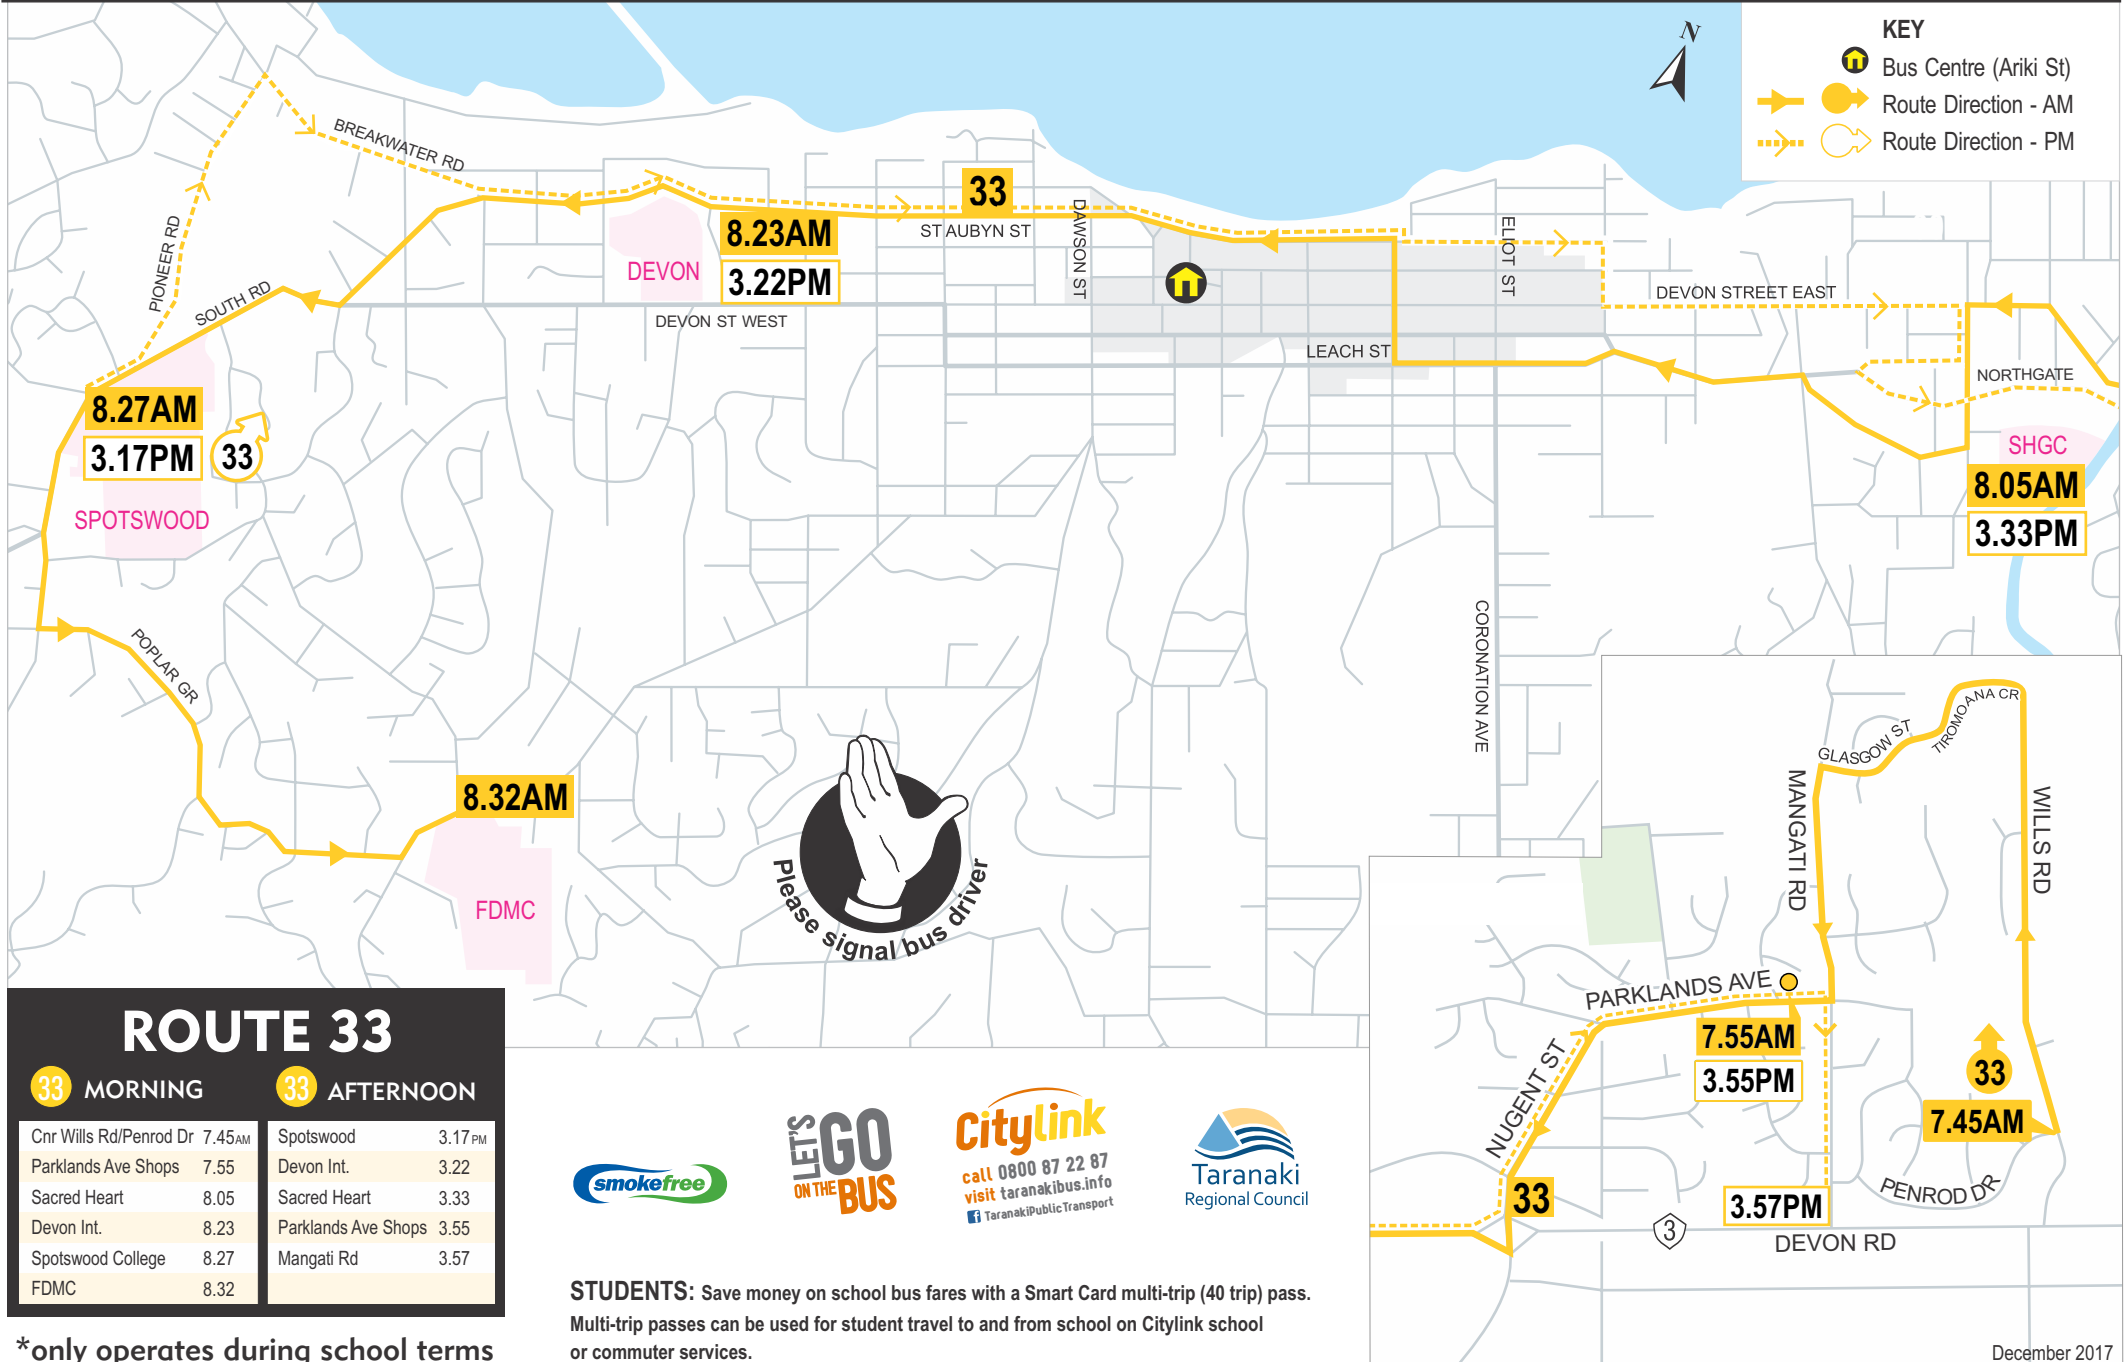 N
KEY
Bus Centre (Ariki St)
Route Direction - AM
Route Direction - PM
BREAKWATER RD
PIONEER RD
SOUTH RD
33
ST AUBYN ST
DAWSON ST
ELIOT ST
8.23AM
3.22PM
DEVON
DEVON ST WEST
DEVON STREET EAST
LEACH ST
NORTHGATE
8.27AM
3.17PM
33
SPOTSWOOD
SHGC
8.05AM
3.33PM
POPLAR GR
CORONATION AVE
8.32AM
FDMC
Please signal bus driver
GLASGOW ST
TIROMOANA CR
MANGATI RD
WILLS RD
PARKLANDS AVE
7.55AM
3.55PM
NUGENT ST
33
7.45AM
PENROD DR
33
3.57PM
3
DEVON RD
ROUTE 33
33 MORNING
Cnr Wills Rd/Penrod Dr 7.45AM
Parklands Ave Shops 7.55
Sacred Heart 8.05
Devon Int. 8.23
Spotswood College 8.27
FDMC 8.32
33 AFTERNOON
Spotswood 3.17PM
Devon Int. 3.22
Sacred Heart 3.33
Parklands Ave Shops 3.55
Mangati Rd 3.57
*only operates during school terms
smokefree
LET'S GO
ON THE BUS
Citylink
call 0800 87 22 87
visit taranakibus.info
f TaranakiPublicTransport
Taranaki
Regional Council
STUDENTS: Save money on school bus fares with a Smart Card multi-trip (40 trip) pass.
Multi-trip passes can be used for student travel to and from school on Citylink school
or commuter services.
December 2017